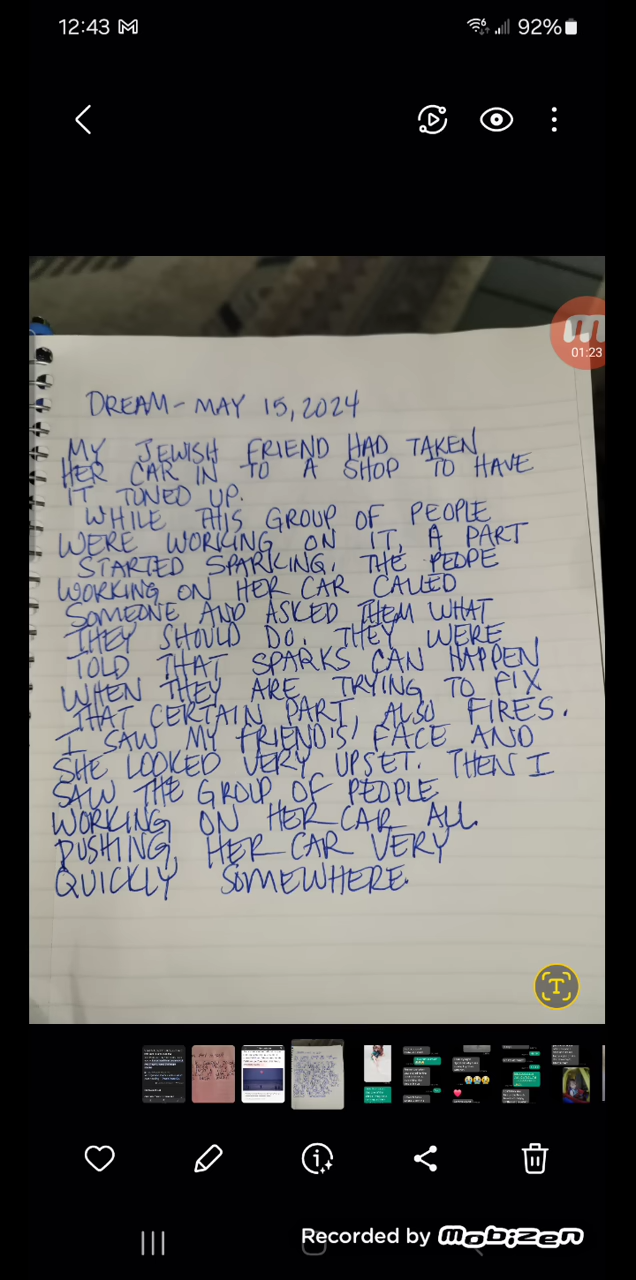 12:43
92%
01:23
DREAM - MAY 15, 2024
MY JEWISH FRIEND HAD TAKEN
HER CAR IN TO A SHOP TO HAVE
IT TUNED UP.
WHILE THIS GROUP OF PEOPLE
WERE WORKING ON IT, A PART
STARTED SPARKING. THE PEOPE
WORKING ON HER CAR CALLED
SOMEONE AND ASKED THEM WHAT
THEY SHOULD DO. THEY WERE
TOLD THAT SPARKS CAN HAPPEN
WHEN THEY ARE TRYING TO FIX
THAT CERTAIN PART, ALSO FIRES.
I SAW MY FRIEND'S FACE AND
SHE LOOKED VERY UPSET. THEN I
SAW THE GROUP OF PEOPLE
WORKING ON HER CAR ALL
PUSHING HER CAR VERY
QUICKLY SOMEWHERE.
T
Recorded by mobizen